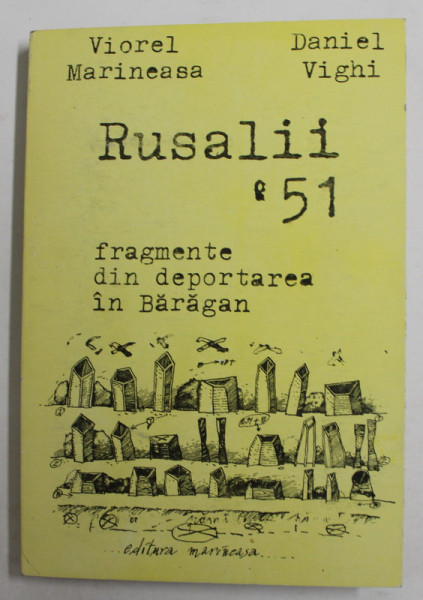 Viorel Marineasa
Daniel Vighi
Rusalii
'51
fragmente
din deportarea
în Bărăgan
...editura marineasa...